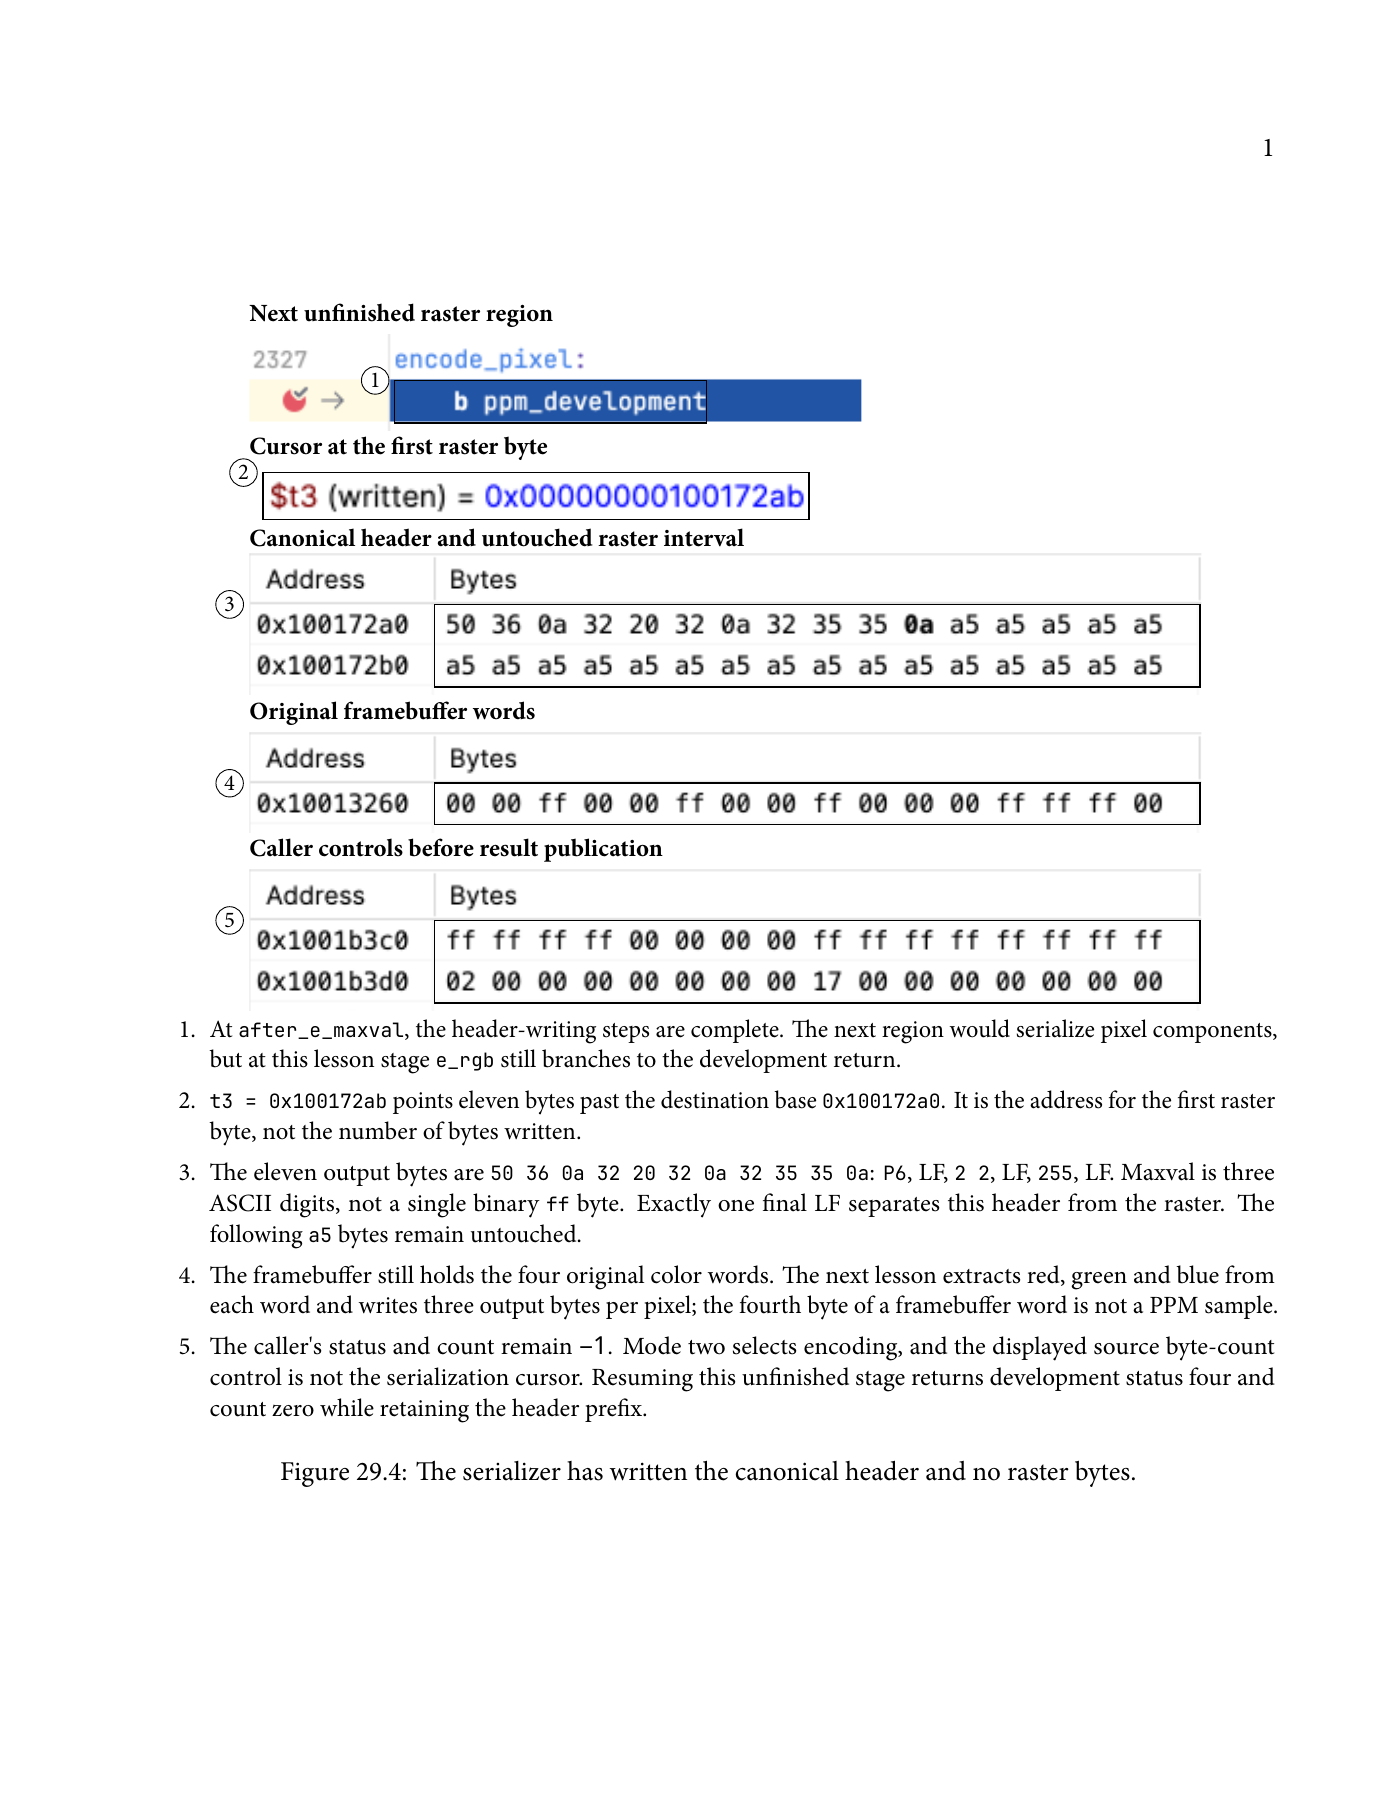 1
Next unfinished raster region
2327 encode_pixel:
1 b ppm_development
Cursor at the first raster byte
2 $t3 (written) = 0x00000000100172ab
Canonical header and untouched raster interval
Address Bytes
3 0x100172a0 50 36 0a 32 20 32 0a 32 35 35 0a a5 a5 a5 a5 a5
0x100172b0 a5 a5 a5 a5 a5 a5 a5 a5 a5 a5 a5 a5 a5 a5 a5 a5
Original framebuffer words
Address Bytes
4 0x10013260 00 00 ff 00 00 ff 00 00 ff 00 00 00 ff ff ff 00
Caller controls before result publication
Address Bytes
5 0x1001b3c0 ff ff ff ff 00 00 00 00 ff ff ff ff ff ff ff ff
0x1001b3d0 02 00 00 00 00 00 00 00 17 00 00 00 00 00 00 00
1. At after_e_maxval, the header-writing steps are complete. The next region would serialize pixel components,
but at this lesson stage e_rgb still branches to the development return.
2. t3 = 0x100172ab points eleven bytes past the destination base 0x100172a0. It is the address for the first raster
byte, not the number of bytes written.
3. The eleven output bytes are 50 36 0a 32 20 32 0a 32 35 35 0a: P6, LF, 2 2, LF, 255, LF. Maxval is three
ASCII digits, not a single binary ff byte. Exactly one final LF separates this header from the raster. The
following a5 bytes remain untouched.
4. The framebuffer still holds the four original color words. The next lesson extracts red, green and blue from
each word and writes three output bytes per pixel; the fourth byte of a framebuffer word is not a PPM sample.
5. The caller's status and count remain −1. Mode two selects encoding, and the displayed source byte-count
control is not the serialization cursor. Resuming this unfinished stage returns development status four and
count zero while retaining the header prefix.
Figure 29.4: The serializer has written the canonical header and no raster bytes.